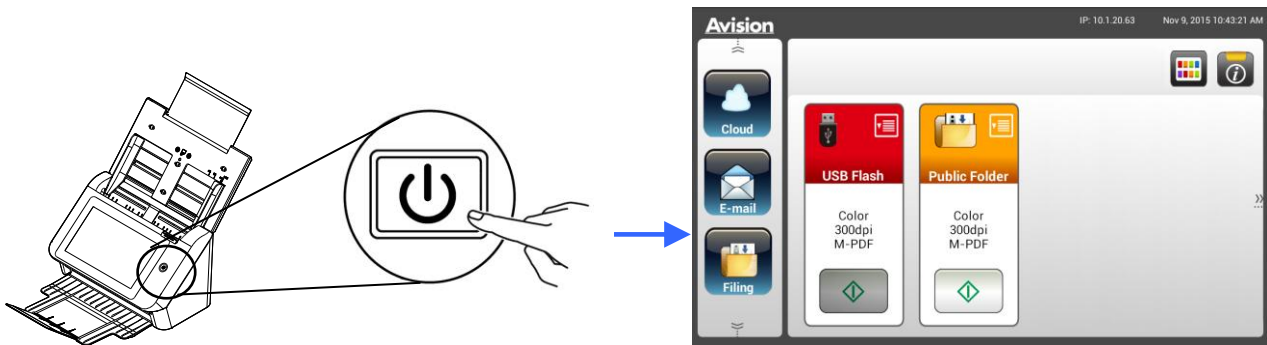 Avision
IP: 10.1.20.63
Nov 9, 2015 10:43:21 AM
Cloud
E-mail
Filing
USB Flash
Color
300dpi
M-PDF
Public Folder
Color
300dpi
M-PDF